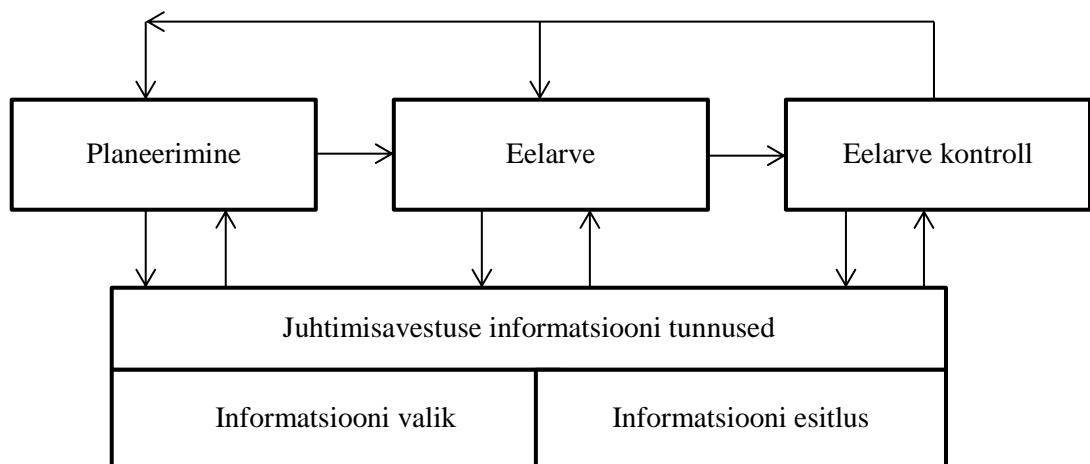 Planeerimine
Eelarve
Eelarve kontroll
Juhtimisavestuse informatsiooni tunnused
Informatsiooni valik
Informatsiooni esitlus